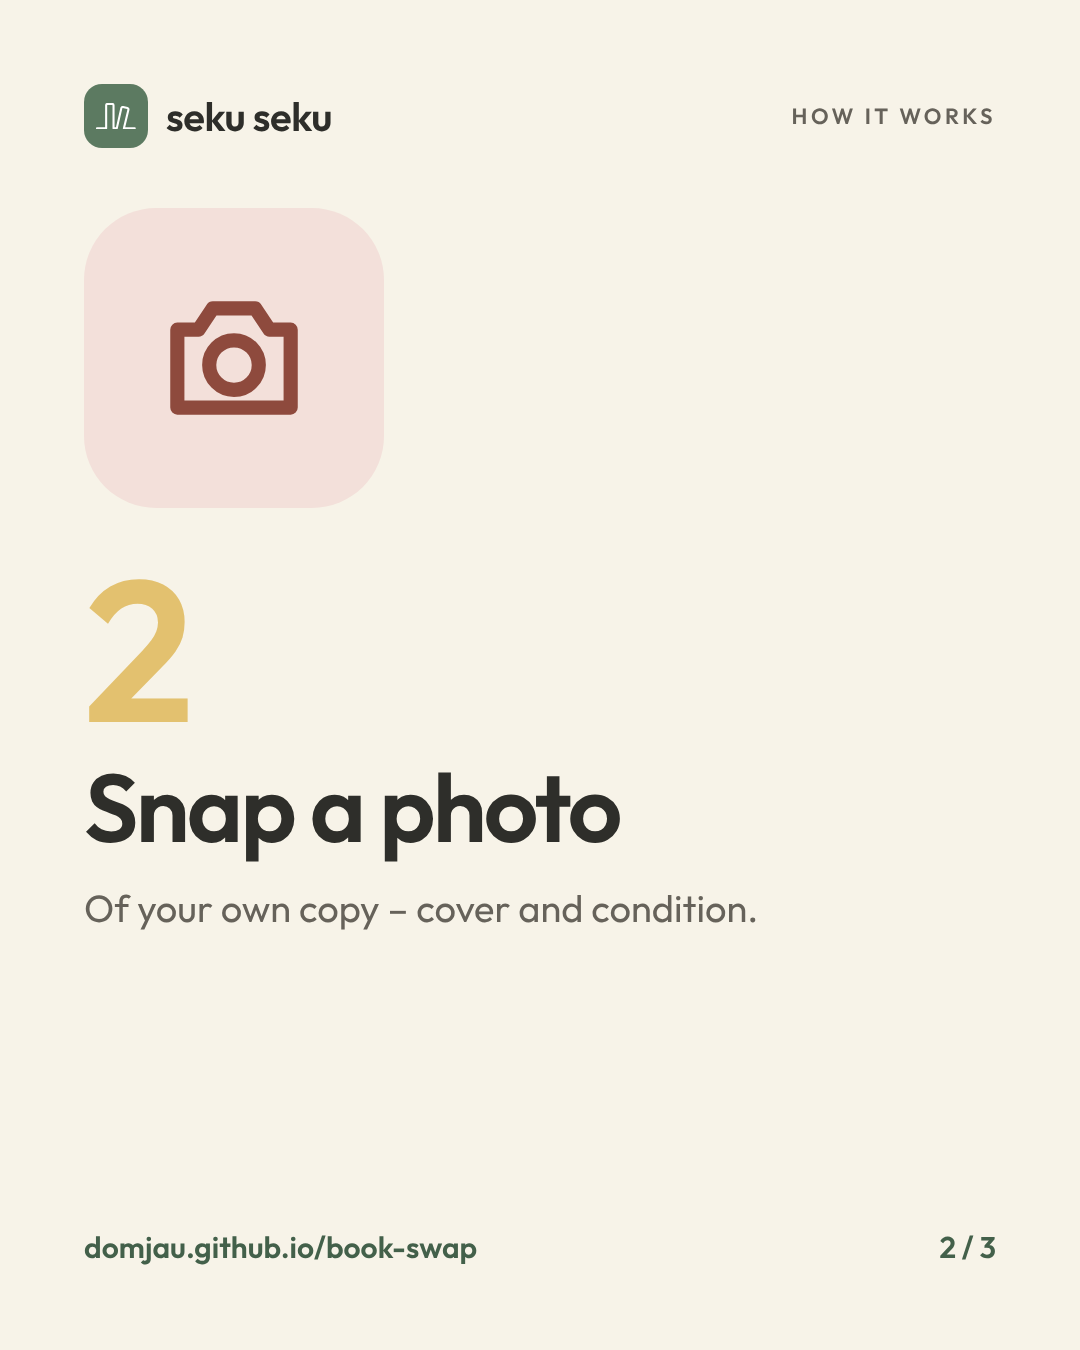 seku seku
HOW IT WORKS
2
Snap a photo
Of your own copy – cover and condition.
domjau.github.io/book-swap
2 / 3